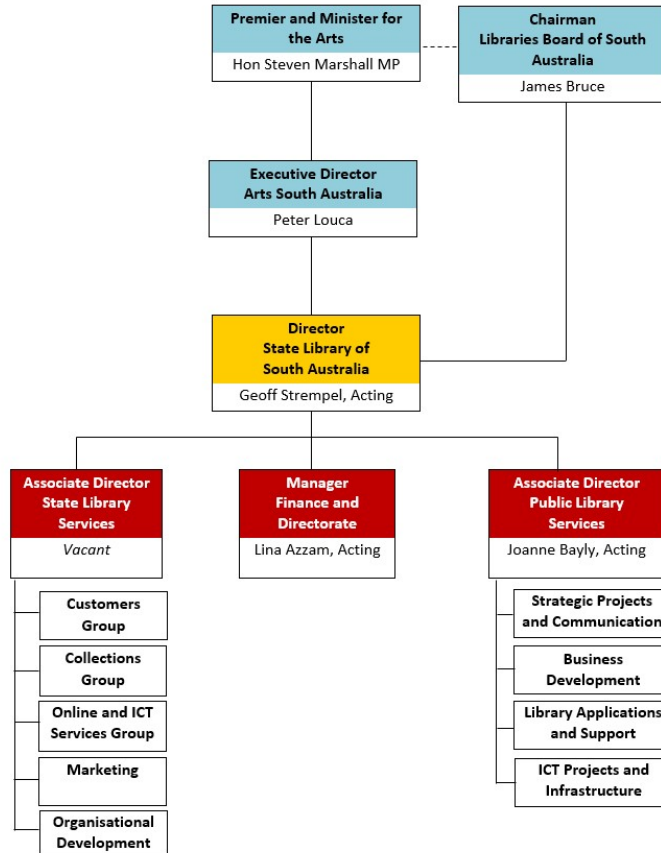 Premier and Minister for
the Arts
Hon Steven Marshall MP
Chairman
Libraries Board of South
Australia
James Bruce
Executive Director
Arts South Australia
Peter Louca
Director
State Library of
South Australia
Geoff Strempel, Acting
Associate Director
State Library
Services
Vacant
Manager
Finance and
Directorate
Lina Azzam, Acting
Associate Director
Public Library
Services
Joanne Bayly, Acting
Customers
Group
Collections
Group
Online and ICT
Services Group
Marketing
Organisational
Development
Strategic Projects
and Communication
Business
Development
Library Applications
and Support
ICT Projects and
Infrastructure